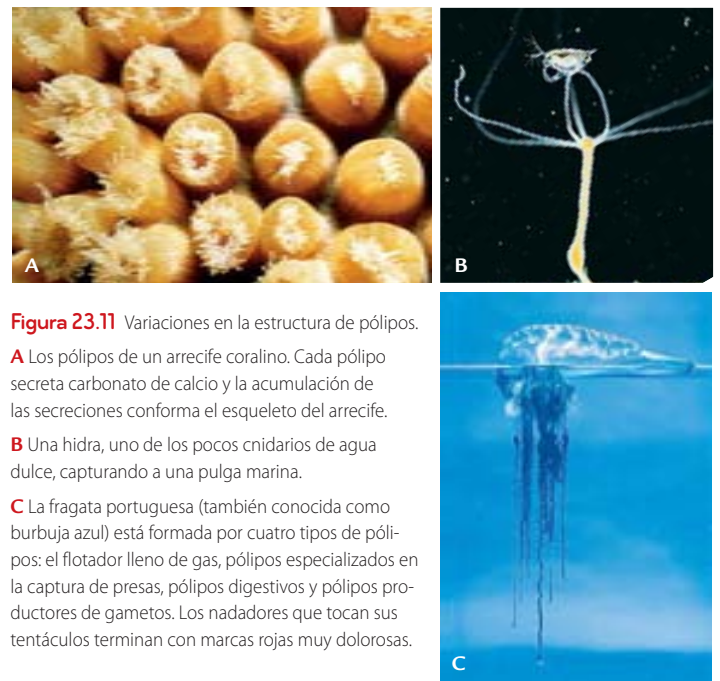 A
B
Figura 23.11 Variaciones en la estructura de pólipos.
A Los pólipos de un arrecife coralino. Cada pólipo
secreta carbonato de calcio y la acumulación de
las secreciones conforma el esqueleto del arrecife.
B Una hidra, uno de los pocos cnidarios de agua
dulce, capturando a una pulga marina.
C La fragata portuguesa (también conocida como
burbuja azul) está formada por cuatro tipos de póli-
pos: el flotador lleno de gas, pólipos especializados en
la captura de presas, pólipos digestivos y pólipos pro-
ductores de gametos. Los nadadores que tocan sus
tentáculos terminan con marcas rojas muy dolorosas.
C